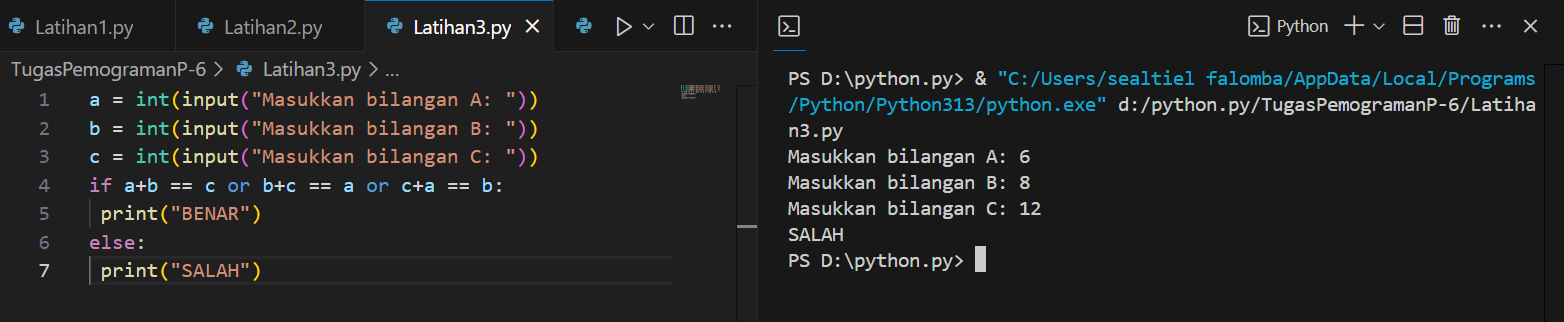 Latihan1.py Latihan2.py Latihan3.py
TugasPemogramanP-6 > Latihan3.py > ...
1 a = int(input("Masukkan bilangan A: "))
2 b = int(input("Masukkan bilangan B: "))
3 c = int(input("Masukkan bilangan C: "))
4 if a+b == c or b+c == a or c+a == b:
5 print("BENAR")
6 else:
7 print("SALAH")
Python
PS D:\python.py> & "C:/Users/sealtiel falomba/AppData/Local/Programs
/Python/Python313/python.exe" d:/python.py/TugasPemogramanP-6/Latiha
n3.py
Masukkan bilangan A: 6
Masukkan bilangan B: 8
Masukkan bilangan C: 12
SALAH
PS D:\python.py>